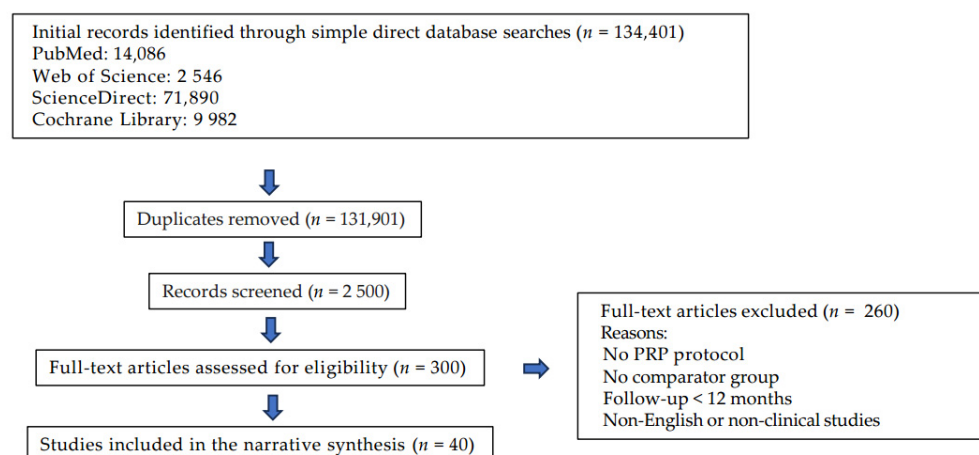 Initial records identified through simple direct database searches (n = 134,401)
PubMed: 14,086
Web of Science: 2 546
ScienceDirect: 71,890
Cochrane Library: 9 982
Duplicates removed (n = 131,901)
Records screened (n = 2 500)
Full-text articles assessed for eligibility (n = 300)
Full-text articles excluded (n = 260)
Reasons:
No PRP protocol
No comparator group
Follow-up < 12 months
Non-English or non-clinical studies
Studies included in the narrative synthesis (n = 40)